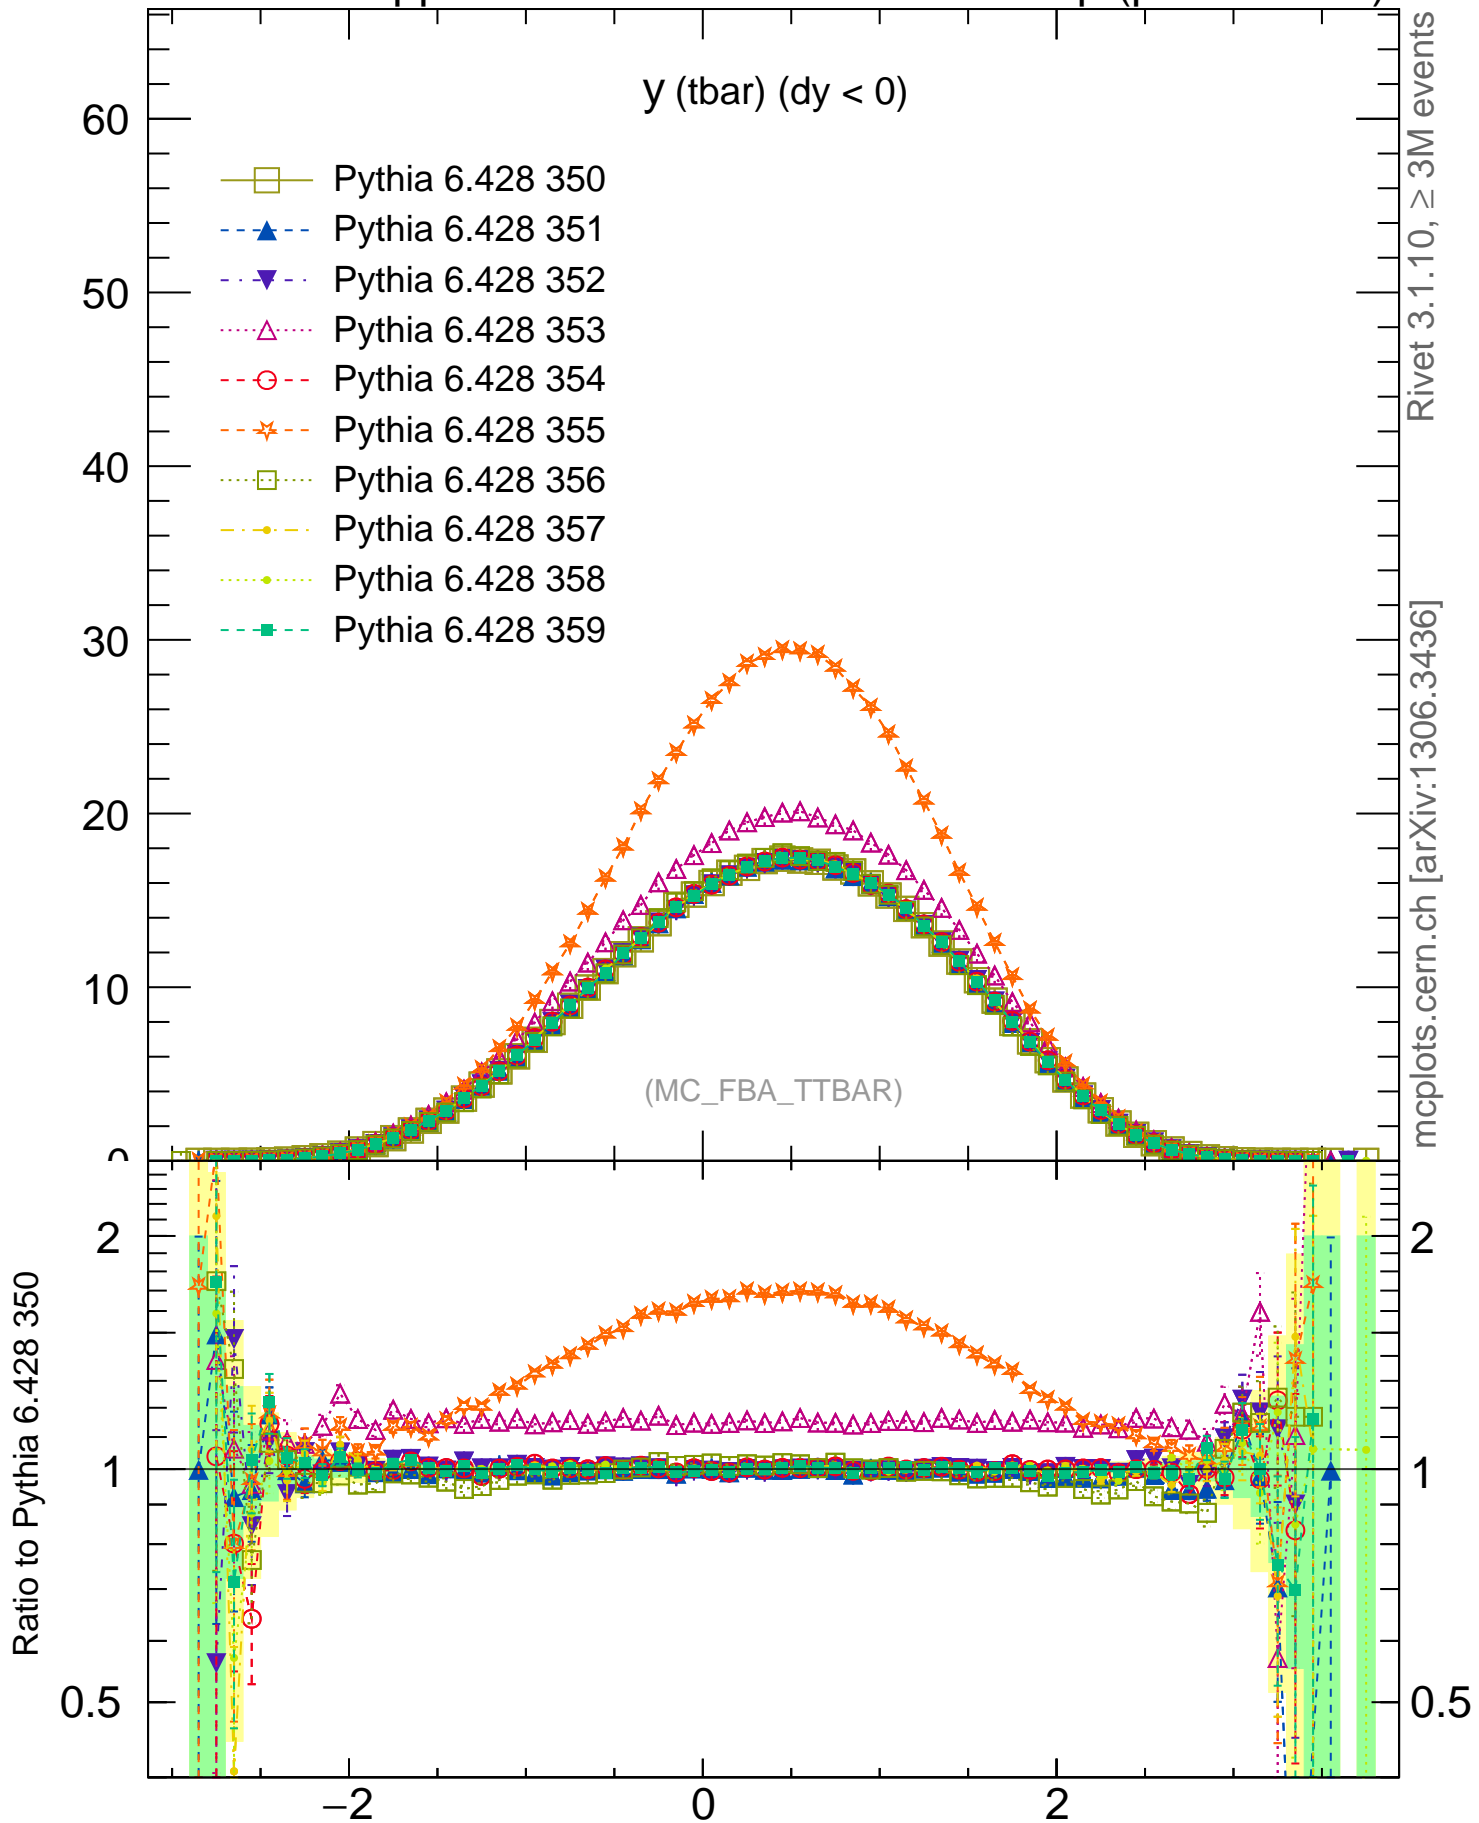 y (tbar) (dy < 0)
60
50
40
30
20
10
0
Pythia 6.428 350
Pythia 6.428 351
Pythia 6.428 352
Pythia 6.428 353
Pythia 6.428 354
Pythia 6.428 355
Pythia 6.428 356
Pythia 6.428 357
Pythia 6.428 358
Pythia 6.428 359
(MC_FBA_TTBAR)
Rivet 3.1.10, ≥ 3M events
mcplots.cern.ch [arXiv:1306.3436]
Ratio to Pythia 6.428 350
2
1
0.5
2
1
0.5
−2
0
2